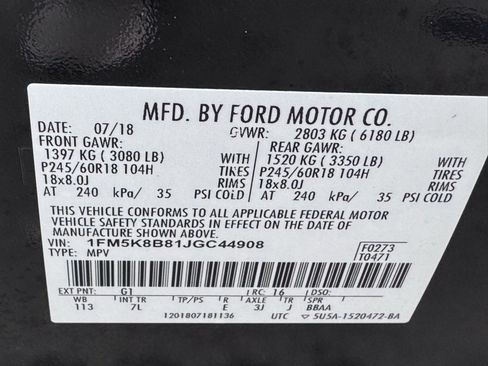 MFD. BY FORD MOTOR CO.
DATE: 07/18 GVWR: 2803 KG ( 6180 LB)
FRONT GAWR: REAR GAWR:
1397 KG ( 3080 LB) 1520 KG ( 3350 LB)
P245/60R18 104H TIRES P245/60R18 104H TIRES
18x8.0J RIMS 18x8.0J RIMS
AT 240 kPa/ 35 PSI COLD AT 240 kPa/ 35 PSI COLD
THIS VEHICLE CONFORMS TO ALL APPLICABLE FEDERAL MOTOR
VEHICLE SAFETY AND BUMPER STANDARDS IN EFFECT ON THE DATE OF
MANUFACTURE SHOWN ABOVE.
VIN: 1FM5K8B81JGC44908 F0273
TYPE: MPV T0471
EXT PNT: G1 RC: 16
WB INT TR TP/PS R AXLE TR SPR
113 7L E 3J J BBAA
1201807181136 UTC 5U5A-1520472-BA